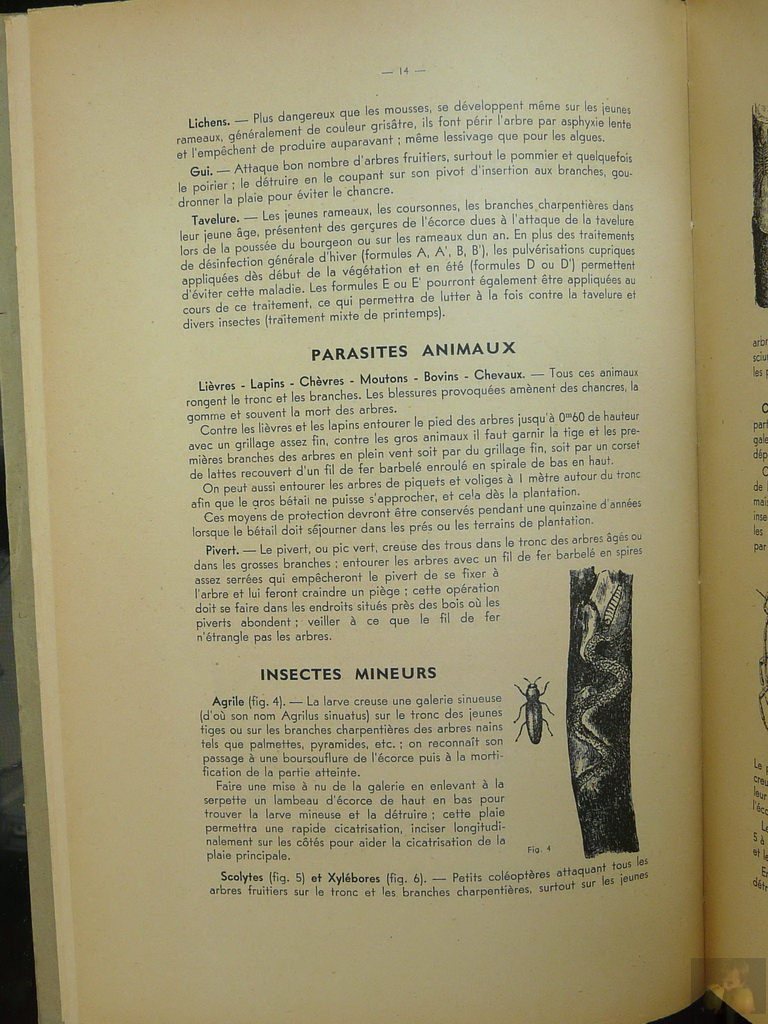 — 14 —
Lichens. — Plus dangereux que les mousses, se développent même sur les jeunes
rameaux, généralement de couleur grisâtre, ils font périr l'arbre par asphyxie lente
et l'empêchent de produire auparavant ; même lessivage que pour les algues.
Gui. — Attaque bon nombre d'arbres fruitiers, surtout le pommier et quelquefois
le poirier ; le détruire en le coupant sur son pivot d'insertion aux branches, gou-
dronner la plaie pour éviter le chancre.
Tavelure. — Les jeunes rameaux, les coursonnes, les branches charpentières dans
leur jeune âge, présentent des gerçures de l'écorce dues à l'attaque de la tavelure
lors de la poussée du bourgeon ou sur les rameaux dun an. En plus des traitements
de désinfection générale d'hiver (formules A, A', B, B'), les pulvérisations cupriques
appliquées dès début de la végétation et en été (formules D ou D') permettent
d'éviter cette maladie. Les formules E ou E' pourront également être appliquées au
cours de ce traitement, ce qui permettra de lutter à la fois contre la tavelure et
divers insectes (traitement mixte de printemps).
PARASITES ANIMAUX
Lièvres - Lapins - Chèvres - Moutons - Bovins - Chevaux. — Tous ces animaux
rongent le tronc et les branches. Les blessures provoquées amènent des chancres, la
gomme et souvent la mort des arbres.
Contre les lièvres et les lapins entourer le pied des arbres jusqu'à 0m60 de hauteur
avec un grillage assez fin, contre les gros animaux il faut garnir la tige et les pre-
mières branches des arbres en plein vent soit par du grillage fin, soit par un corset
de lattes recouvert d'un fil de fer barbelé enroulé en spirale de bas en haut.
On peut aussi entourer les arbres de piquets et voliges à 1 mètre autour du tronc
afin que le gros bétail ne puisse s'approcher, et cela dès la plantation.
Ces moyens de protection devront être conservés pendant une quinzaine d'années
lorsque le bétail doit séjourner dans les prés ou les terrains de plantation.
Pivert. — Le pivert, ou pic vert, creuse des trous dans le tronc des arbres âgés ou
dans les grosses branches ; entourer les arbres avec un fil de fer barbelé en spires
assez serrées qui empêcheront le pivert de se fixer à
l'arbre et lui feront craindre un piège ; cette opération
doit se faire dans les endroits situés près des bois où les
piverts abondent ; veiller à ce que le fil de fer
n'étrangle pas les arbres.
INSECTES MINEURS
Agrile (fig. 4). — La larve creuse une galerie sinueuse
(d'où son nom Agrilus sinuatus) sur le tronc des jeunes
tiges ou sur les branches charpentières des arbres nains
tels que palmettes, pyramides, etc. ; on reconnaît son
passage à une boursouflure de l'écorce puis à la morti-
fication de la partie atteinte.
Faire une mise à nu de la galerie en enlevant à la
serpette un lambeau d'écorce de haut en bas pour
trouver la larve mineuse et la détruire ; cette plaie
permettra une rapide cicatrisation, inciser longitudi-
nalement sur les côtés pour aider la cicatrisation de la
plaie principale.
Fig. 4
Scolytes (fig. 5) et Xylébores (fig. 6). — Petits coléoptères attaquant tous les
arbres fruitiers sur le tronc et les branches charpentières, surtout sur les jeunes